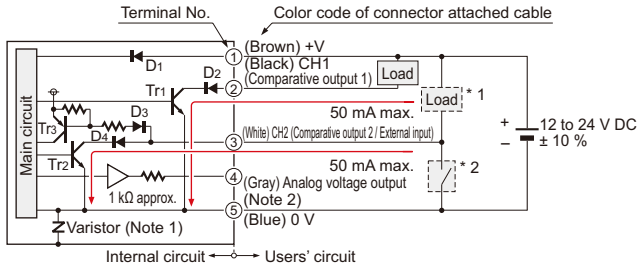 Terminal No.
Color code of connector attached cable
Main circuit
D1
1
(Brown) +V
(Black) CH1
(Comparative output 1)
D2
2
Load
Tr1
Load
* 1
50 mA max.
D3
Tr3
D4
3
(White) CH2 (Comparative output 2 / External input)
+
−
12 to 24 V DC
± 10 %
Tr2
50 mA max.
* 2
4
(Gray) Analog voltage output
(Note 2)
1 kΩ approx.
5
(Blue) 0 V
Z
Varistor (Note 1)
Internal circuit
Users' circuit